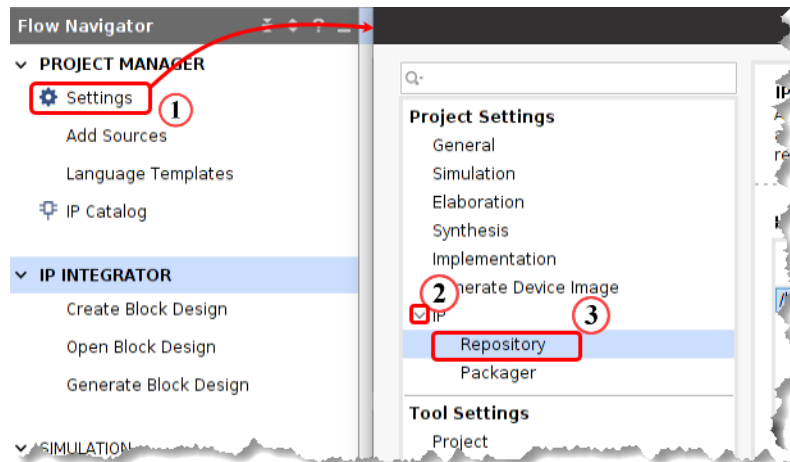 Flow Navigator
PROJECT MANAGER
Settings
1
Add Sources
Language Templates
IP Catalog
IP INTEGRATOR
Create Block Design
Open Block Design
Generate Block Design
SIMULATION
Project Settings
General
Simulation
Elaboration
Synthesis
Implementation
Device Image
2
IP
3
Repository
Packager
Tool Settings
Project
IP